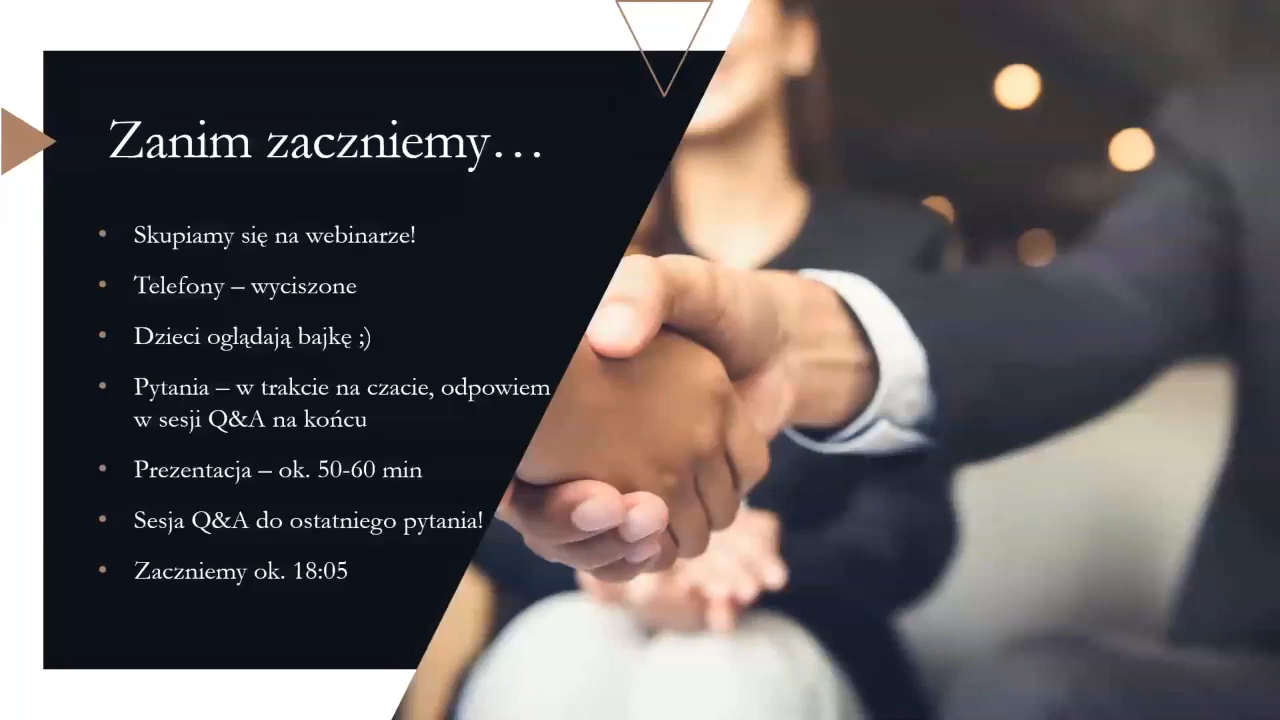 Zanim zaczniemy…
Skupiamy się na webinarze!
Telefony – wyciszone
Dzieci oglądają bajkę ;)
Pytania – w trakcie na czacie, odpowiem
w sesji Q&A na końcu
Prezentacja – ok. 50-60 min
Sesja Q&A do ostatniego pytania!
Zaczniemy ok. 18:05